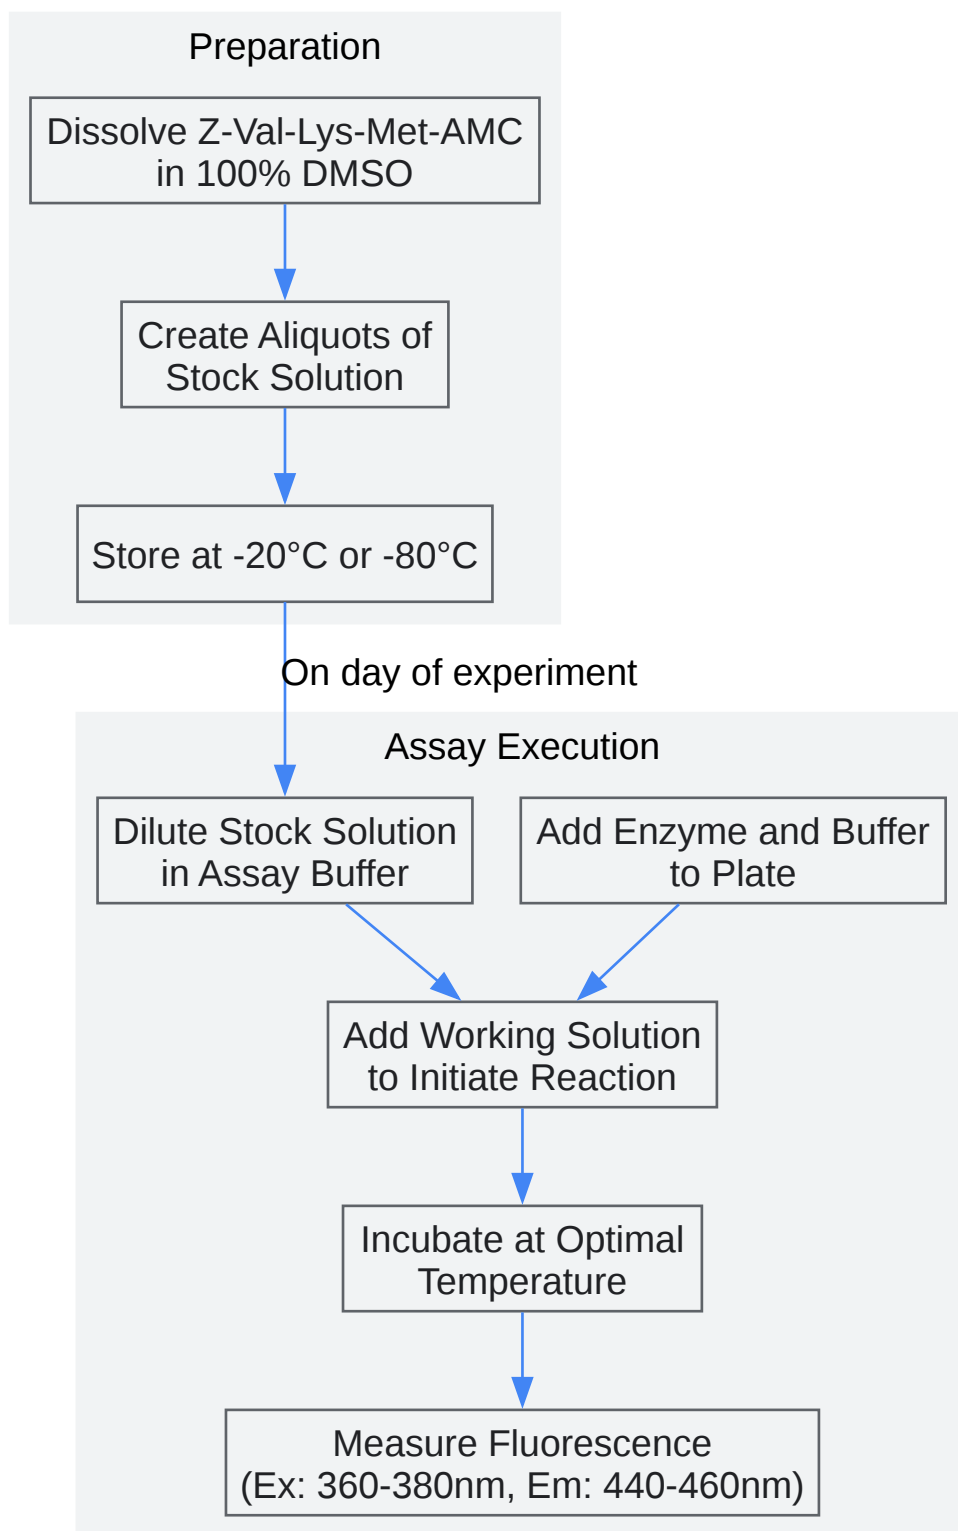 Preparation
Dissolve Z-Val-Lys-Met-AMC
in 100% DMSO
Create Aliquots of
Stock Solution
Store at -20°C or -80°C
On day of experiment
Assay Execution
Dilute Stock Solution
in Assay Buffer
Add Enzyme and Buffer
to Plate
Add Working Solution
to Initiate Reaction
Incubate at Optimal
Temperature
Measure Fluorescence
(Ex: 360-380nm, Em: 440-460nm)